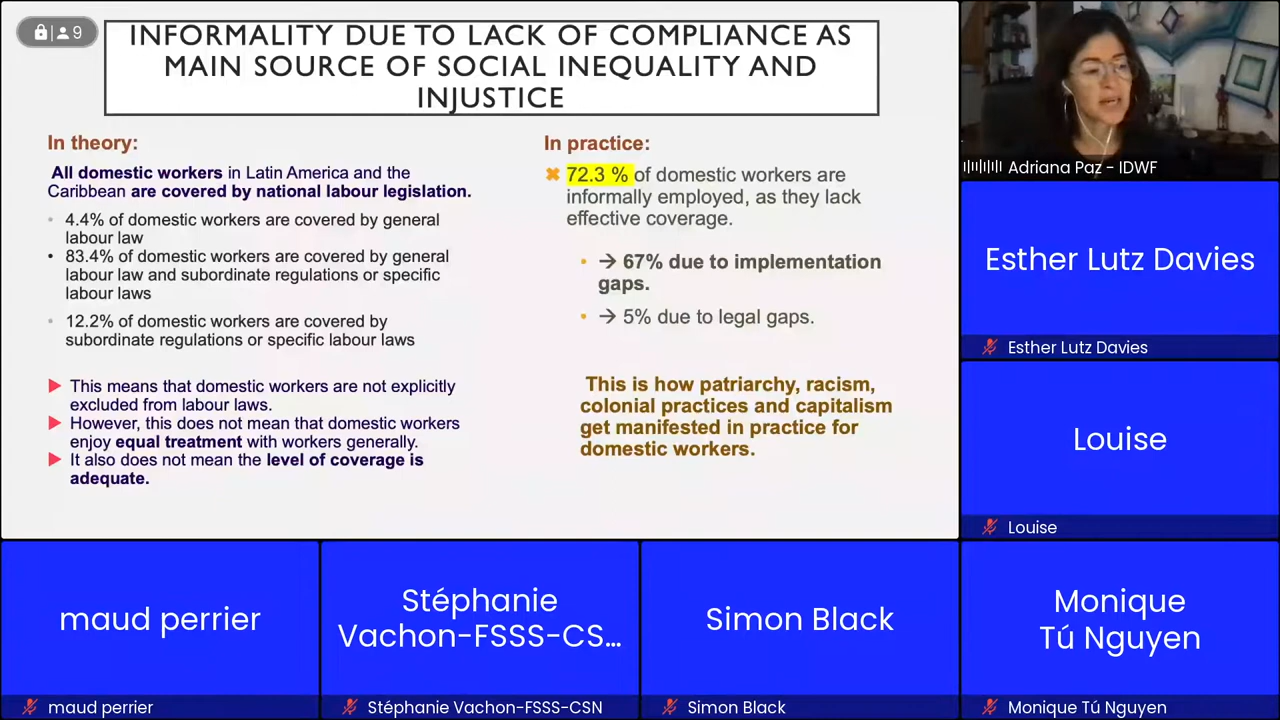 9
INFORMALITY DUE TO LACK OF COMPLIANCE AS
MAIN SOURCE OF SOCIAL INEQUALITY AND
INJUSTICE
In theory:
All domestic workers in Latin America and the
Caribbean are covered by national labour legislation.
• 4.4% of domestic workers are covered by general
labour law
• 83.4% of domestic workers are covered by general
labour law and subordinate regulations or specific
labour laws
• 12.2% of domestic workers are covered by
subordinate regulations or specific labour laws
This means that domestic workers are not explicitly
excluded from labour laws.
However, this does not mean that domestic workers
enjoy equal treatment with workers generally.
It also does not mean the level of coverage is
adequate.
In practice:
72.3 % of domestic workers are
informally employed, as they lack
effective coverage.
• → 67% due to implementation
gaps.
• → 5% due to legal gaps.
This is how patriarchy, racism,
colonial practices and capitalism
get manifested in practice for
domestic workers.
Adriana Paz - IDWF
Esther Lutz Davies
Esther Lutz Davies
Louise
Louise
maud perrier
maud perrier
Stéphanie
Vachon-FSSS-CS...
Stéphanie Vachon-FSSS-CSN
Simon Black
Simon Black
Monique
Tú Nguyen
Monique Tú Nguyen